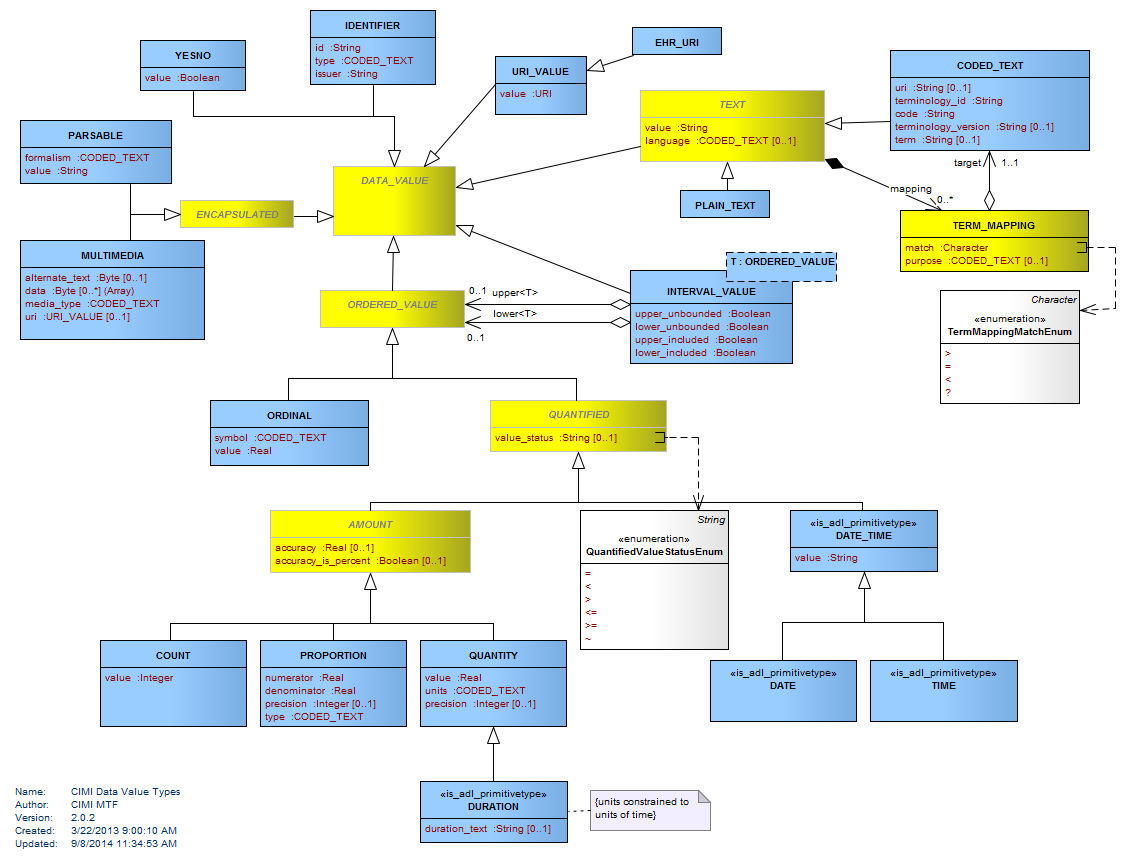 IDENTIFIER
id :String
type :CODED_TEXT
issuer :String
YESNO
value :Boolean
EHR_URI
URI_VALUE
value :URI
CODED_TEXT
uri :String [0..1]
terminology_id :String
code :String
terminology_version :String [0..1]
term :String [0..1]
TEXT
value :String
language :CODED_TEXT [0..1]
PARSABLE
formalism :CODED_TEXT
value :String
target
1..1
DATA_VALUE
mapping
0..*
PLAIN_TEXT
ENCAPSULATED
TERM_MAPPING
match :Character
purpose :CODED_TEXT [0..1]
MULTIMEDIA
alternate_text :Byte [0..1]
data :Byte [0..*] (Array)
media_type :CODED_TEXT
uri :URI_VALUE [0..1]
T : ORDERED_VALUE
INTERVAL_VALUE
upper_unbounded :Boolean
lower_unbounded :Boolean
upper_included :Boolean
lower_included :Boolean
0..1
upper<T>
lower<T>
0..1
ORDERED_VALUE
Character
«enumeration»
TermMappingMatchEnum
>
=
<
?
ORDINAL
symbol :CODED_TEXT
value :Real
QUANTIFIED
value_status :String [0..1]
AMOUNT
accuracy :Real [0..1]
accuracy_is_percent :Boolean [0..1]
String
«enumeration»
QuantifiedValueStatusEnum
=
<
>
<=
>=
~
«is_adl_primitivetype»
DATE_TIME
value :String
COUNT
value :Integer
PROPORTION
numerator :Real
denominator :Real
precision :Integer [0..1]
type :CODED_TEXT
QUANTITY
value :Real
units :CODED_TEXT
precision :Integer [0..1]
«is_adl_primitivetype»
DATE
«is_adl_primitivetype»
TIME
«is_adl_primitivetype»
DURATION
duration_text :String [0..1]
{units constrained to
units of time}
Name: CIMI Data Value Types
Author: CIMI MTF
Version: 2.0.2
Created: 3/22/2013 9:00:10 AM
Updated: 9/8/2014 11:34:53 AM